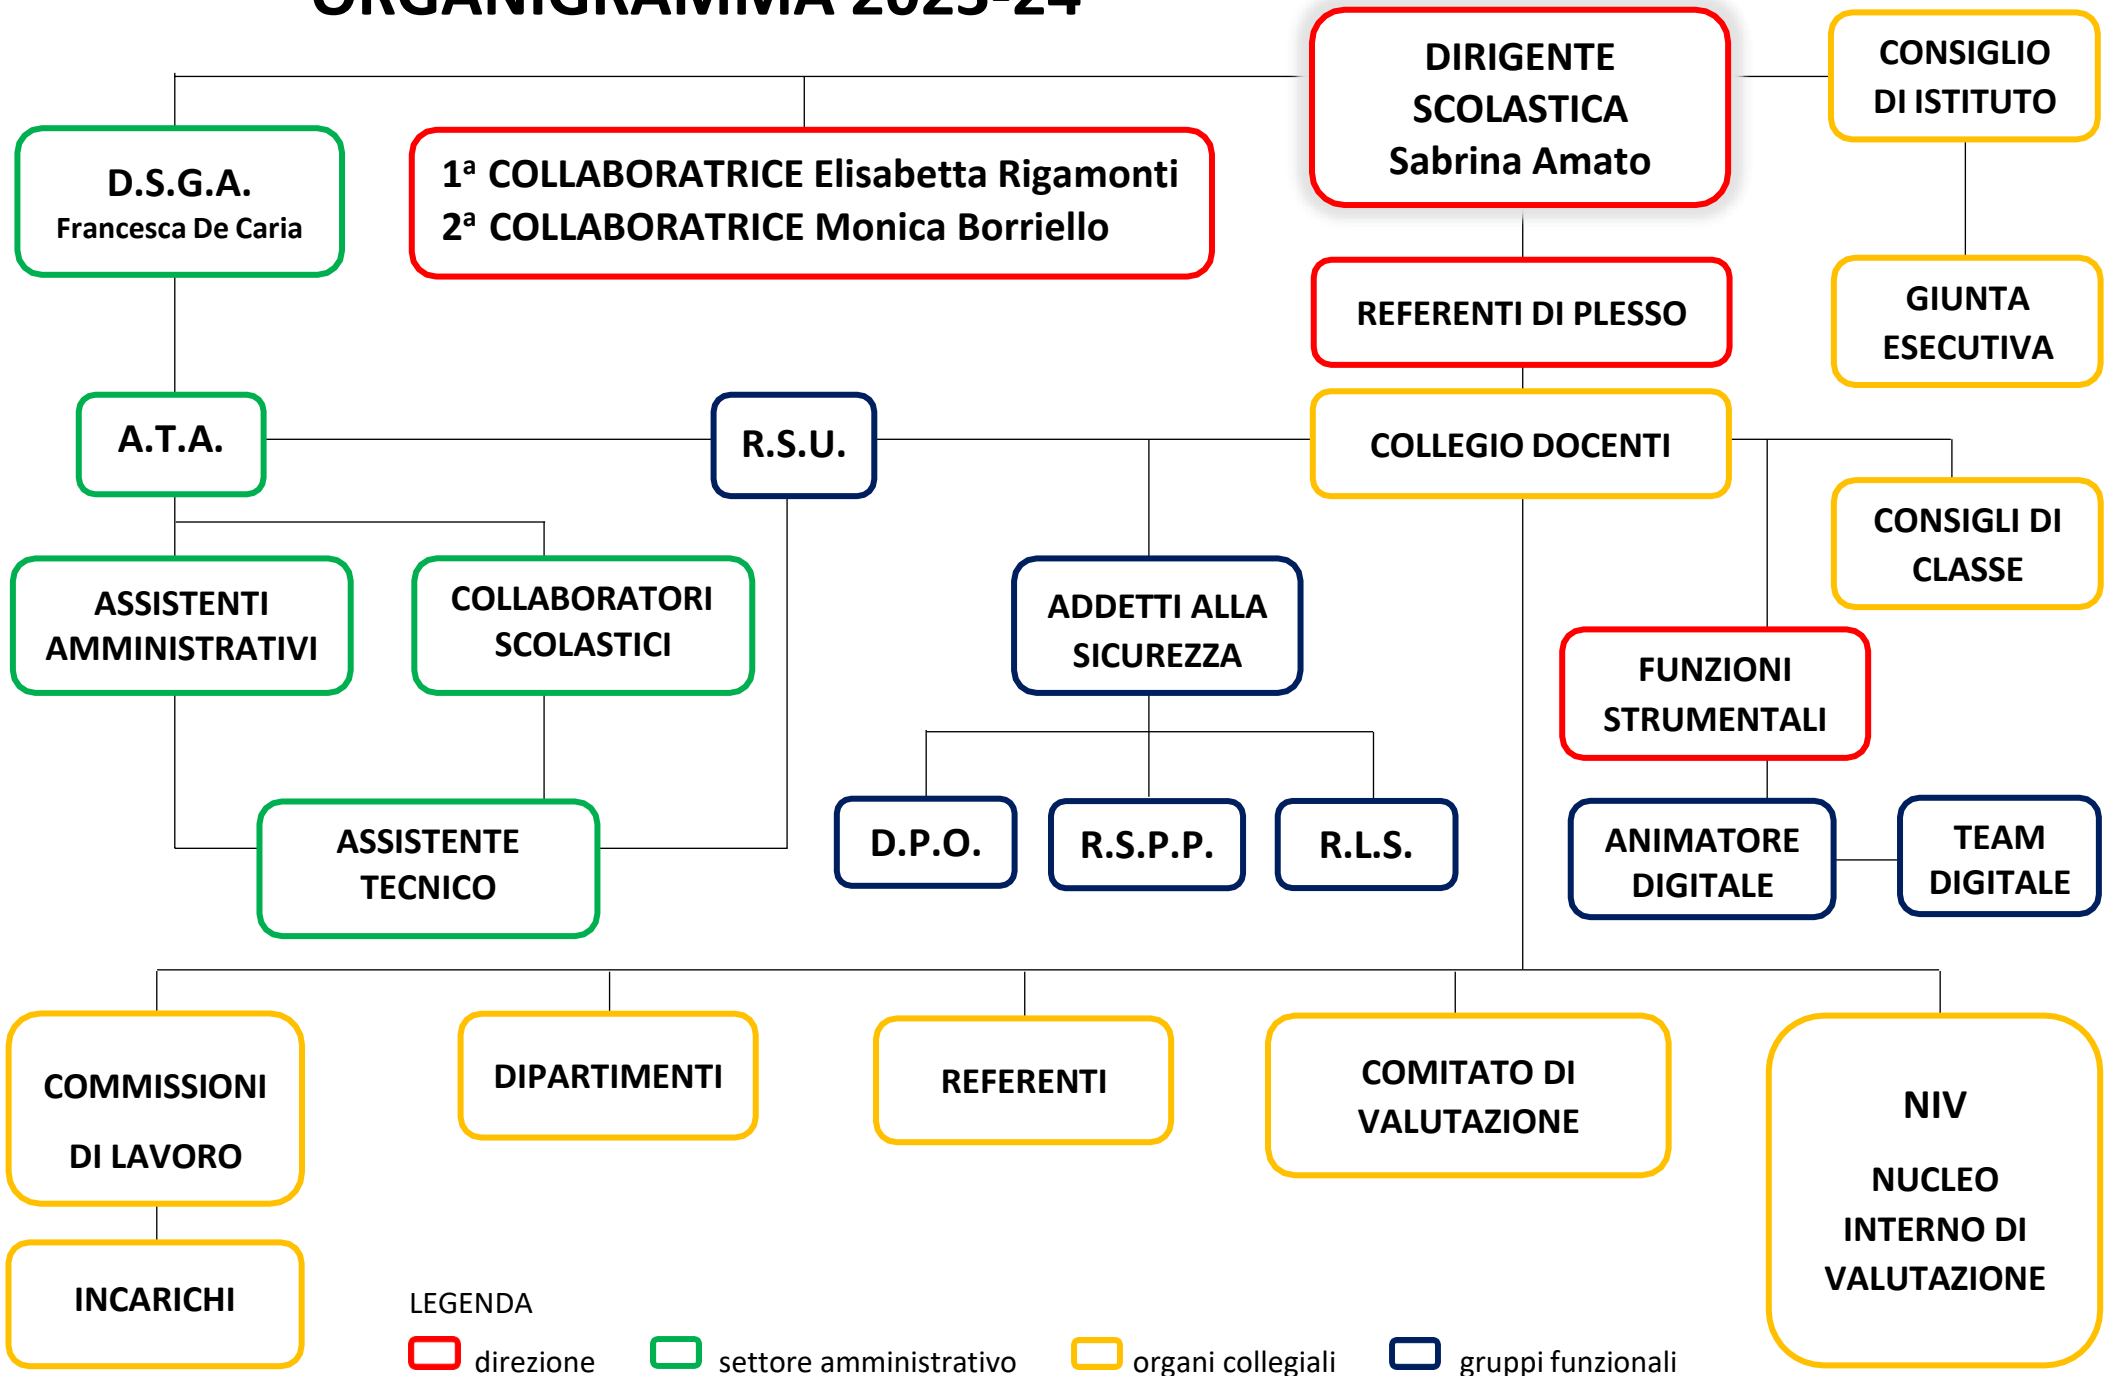 ORGANIGRAMMA 2023-24
DIRIGENTE
SCOLASTICA
Sabrina Amato
CONSIGLIO
DI ISTITUTO
D.S.G.A.
Francesca De Caria
1ª COLLABORATRICE Elisabetta Rigamonti
2ª COLLABORATRICE Monica Borriello
REFERENTI DI PLESSO
GIUNTA
ESECUTIVA
A.T.A.
R.S.U.
COLLEGIO DOCENTI
CONSIGLI DI
CLASSE
ASSISTENTI
AMMINISTRATIVI
COLLABORATORI
SCOLASTICI
ADDETTI ALLA
SICUREZZA
FUNZIONI
STRUMENTALI
ASSISTENTE
TECNICO
D.P.O.
R.S.P.P.
R.L.S.
ANIMATORE
DIGITALE
TEAM
DIGITALE
COMMISSIONI
DI LAVORO
DIPARTIMENTI
REFERENTI
COMITATO DI
VALUTAZIONE
NIV
NUCLEO
INTERNO DI
VALUTAZIONE
INCARICHI
LEGENDA
direzione
settore amministrativo
organi collegiali
gruppi funzionali